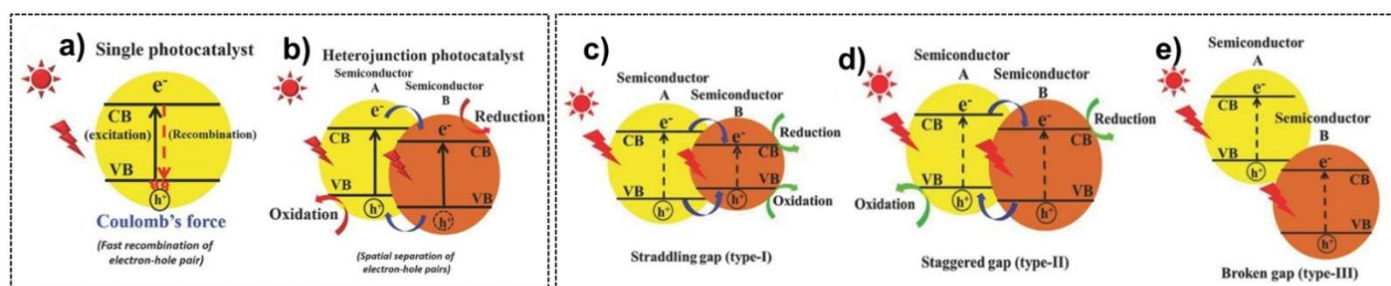 a) Single photocatalyst
e-
CB
(excitation)
(Recombination)
VB
h+
Coulomb's force
(Fast recombination of
electron-hole pair)
b) Heterojunction photocatalyst
Semiconductor
A
Semiconductor
B
e-
e-
Reduction
CB
CB
VB
VB
Oxidation
h+
h+
(Spatial separation of
electron-hole pairs)
c)
Semiconductor
A
Semiconductor
B
e-
e-
Reduction
CB
CB
VB
VB
h+
h+
Oxidation
Straddling gap (type-I)
d)
Semiconductor
A
Semiconductor
B
e-
e-
Reduction
CB
CB
VB
VB
Oxidation
h+
h+
Staggered gap (type-II)
e)
Semiconductor
A
e-
CB
Semiconductor
B
VB
h+
e-
CB
VB
h+
Broken gap (type-III)